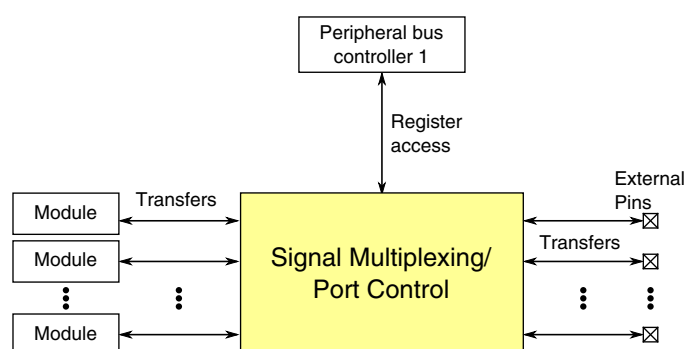 Peripheral bus
controller 1
Register
access
External
Pins
Module
Transfers
Module
Transfers
Signal Multiplexing/
Port Control
Module